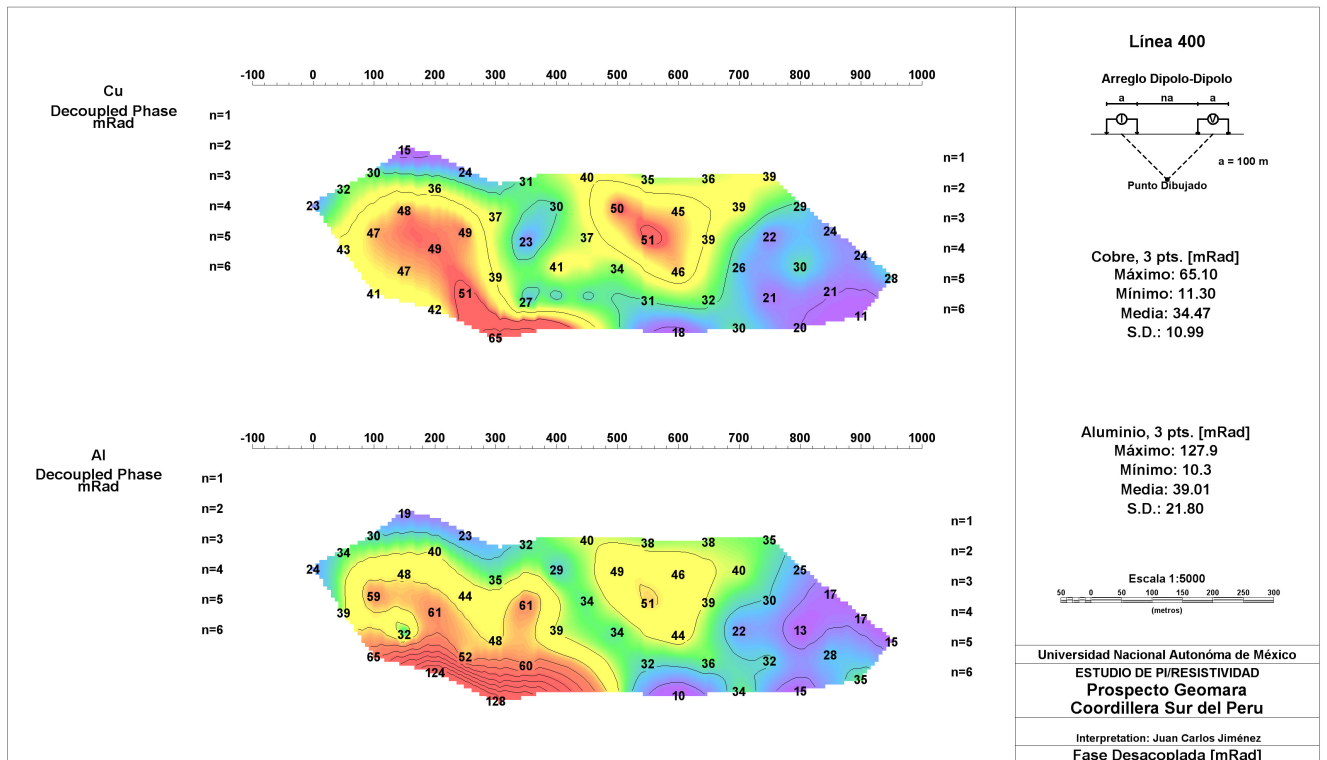 -100 0 100 200 300 400 500 600 700 800 900 1000
Cu
Decoupled Phase
mRad
n=1
n=2
n=3
n=4
n=5
n=6
15
30 24 31 40 35 36 39
32 36
23 48 37 30 50 45 39 29
47 49 23 37 51 39 22 24
43 49 24
47 39 41 34 46 26 30 28
41 51 27 31 32 21 21
42 11
65 18 30 20
n=1
n=2
n=3
n=4
n=5
n=6
-100 0 100 200 300 400 500 600 700 800 900 1000
Al
Decoupled Phase
mRad
n=1
n=2
n=3
n=4
n=5
n=6
19
30 23 32 40 38 38 35
34 40
24 48 35 29 49 46 40 25
59 44 61 34 51 39 30 17
39 61 17
32 48 39 34 44 22 13 15
65 52 60 32 36 32 28
124 35
128 10 34 15
n=1
n=2
n=3
n=4
n=5
n=6
Línea 400
Arreglo Dipolo-Dipolo
a na a
I V
a = 100 m
Punto Dibujado
Cobre, 3 pts. [mRad]
Máximo: 65.10
Mínimo: 11.30
Media: 34.47
S.D.: 10.99
Aluminio, 3 pts. [mRad]
Máximo: 127.9
Mínimo: 10.3
Media: 39.01
S.D.: 21.80
Escala 1:5000
50 0 50 100 150 200 250 300
(metros)
Universidad Nacional Autonóma de México
ESTUDIO DE PI/RESISTIVIDAD
Prospecto Geomara
Coordillera Sur del Peru
Interpretation: Juan Carlos Jiménez
Fase Desacoplada [mRad]